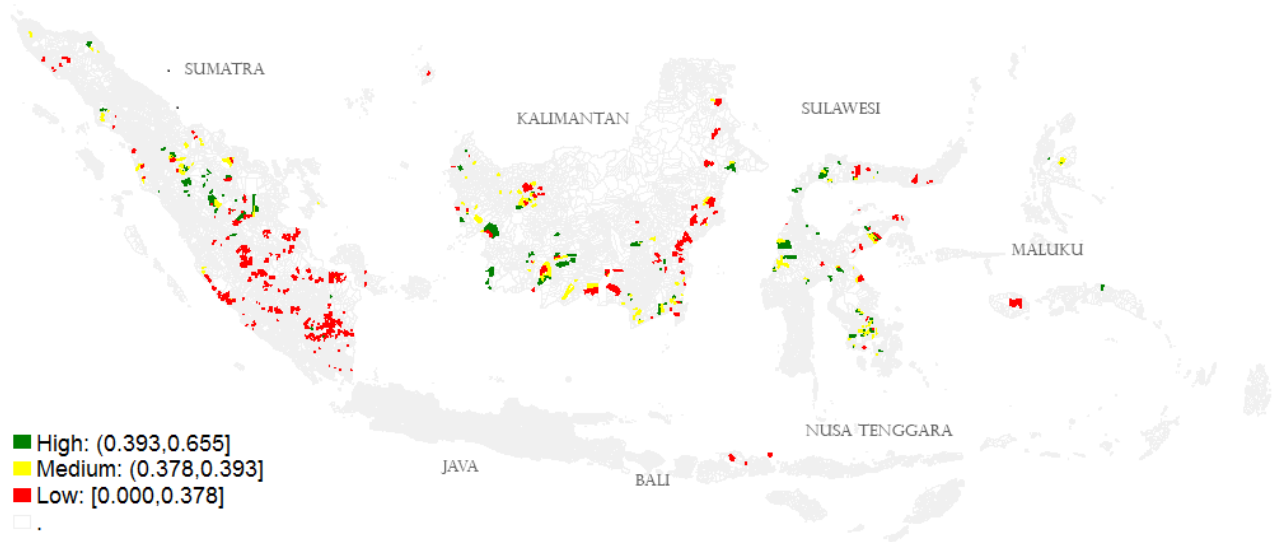 SUMATRA
KALIMANTAN
SULAWESI
MALUKU
NUSA TENGGARA
JAVA
BALI
High: (0.393,0.655]
Medium: (0.378,0.393]
Low: [0.000,0.378]
.